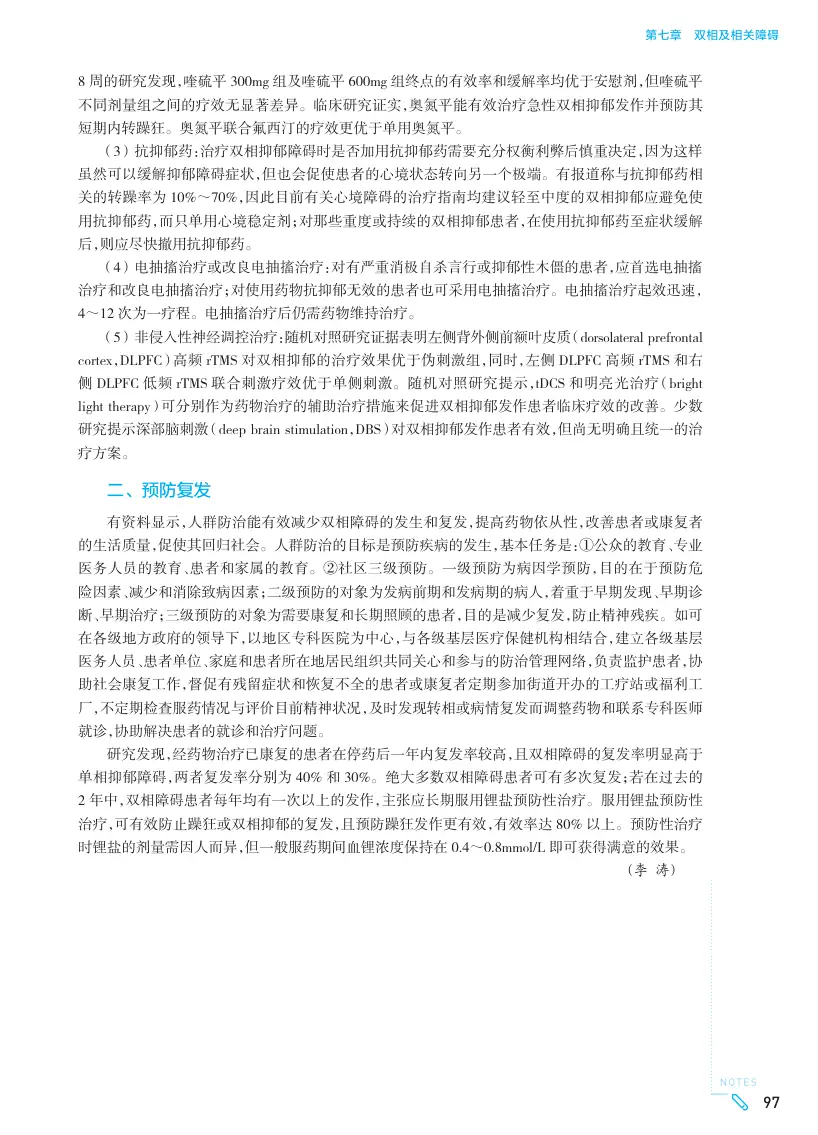 第七章 双相及相关障碍
8 周的研究发现,喹硫平 300mg 组及喹硫平 600mg 组终点的有效率和缓解率均优于安慰剂,但喹硫平
不同剂量组之间的疗效无显著差异。临床研究证实,奥氮平能有效治疗急性双相抑郁发作并预防其
短期内转躁狂。奥氮平联合氟西汀的疗效更优于单用奥氮平。
（3）抗抑郁药:治疗双相抑郁障碍时是否加用抗抑郁药需要充分权衡利弊后慎重决定,因为这样
虽然可以缓解抑郁障碍症状,但也会促使患者的心境状态转向另一个极端。有报道称与抗抑郁药相
关的转躁率为 10%～70%,因此目前有关心境障碍的治疗指南均建议轻至中度的双相抑郁应避免使
用抗抑郁药,而只单用心境稳定剂;对那些重度或持续的双相抑郁患者,在使用抗抑郁药至症状缓解
后,则应尽快撤用抗抑郁药。
（4）电抽搐治疗或改良电抽搐治疗:对有严重消极自杀言行或抑郁性木僵的患者,应首选电抽搐
治疗和改良电抽搐治疗;对使用药物抗抑郁无效的患者也可采用电抽搐治疗。电抽搐治疗起效迅速,
4～12 次为一疗程。电抽搐治疗后仍需药物维持治疗。
（5）非侵入性神经调控治疗:随机对照研究证据表明左侧背外侧前额叶皮质（dorsolateral prefrontal
cortex,DLPFC）高频 rTMS 对双相抑郁的治疗效果优于伪刺激组,同时,左侧 DLPFC 高频 rTMS 和右
侧 DLPFC 低频 rTMS 联合刺激疗效优于单侧刺激。随机对照研究提示,tDCS 和明亮光治疗（bright
light therapy）可分别作为药物治疗的辅助治疗措施来促进双相抑郁发作患者临床疗效的改善。少数
研究提示深部脑刺激（deep brain stimulation,DBS）对双相抑郁发作患者有效,但尚无明确且统一的治
疗方案。
二、预防复发
有资料显示,人群防治能有效减少双相障碍的发生和复发,提高药物依从性,改善患者或康复者
的生活质量,促使其回归社会。人群防治的目标是预防疾病的发生,基本任务是:①公众的教育、专业
医务人员的教育、患者和家属的教育。②社区三级预防。一级预防为病因学预防,目的在于预防危
险因素、减少和消除致病因素;二级预防的对象为发病前期和发病期的病人,着重于早期发现、早期诊
断、早期治疗;三级预防的对象为需要康复和长期照顾的患者,目的是减少复发,防止精神残疾。如可
在各级地方政府的领导下,以地区专科医院为中心,与各级基层医疗保健机构相结合,建立各级基层
医务人员、患者单位、家庭和患者所在地居民组织共同关心和参与的防治管理网络,负责监护患者,协
助社会康复工作,督促有残留症状和恢复不全的患者或康复者定期参加街道开办的工疗站或福利工
厂,不定期检查服药情况与评价目前精神状况,及时发现转相或病情复发而调整药物和联系专科医师
就诊,协助解决患者的就诊和治疗问题。
研究发现,经药物治疗已康复的患者在停药后一年内复发率较高,且双相障碍的复发率明显高于
单相抑郁障碍,两者复发率分别为 40% 和 30%。绝大多数双相障碍患者可有多次复发;若在过去的
2 年中,双相障碍患者每年均有一次以上的发作,主张应长期服用锂盐预防性治疗。服用锂盐预防性
治疗,可有效防止躁狂或双相抑郁的复发,且预防躁狂发作更有效,有效率达 80% 以上。预防性治疗
时锂盐的剂量需因人而异,但一般服药期间血锂浓度保持在 0.4～0.8mmol/L 即可获得满意的效果。
（李 涛）
NOTES
97